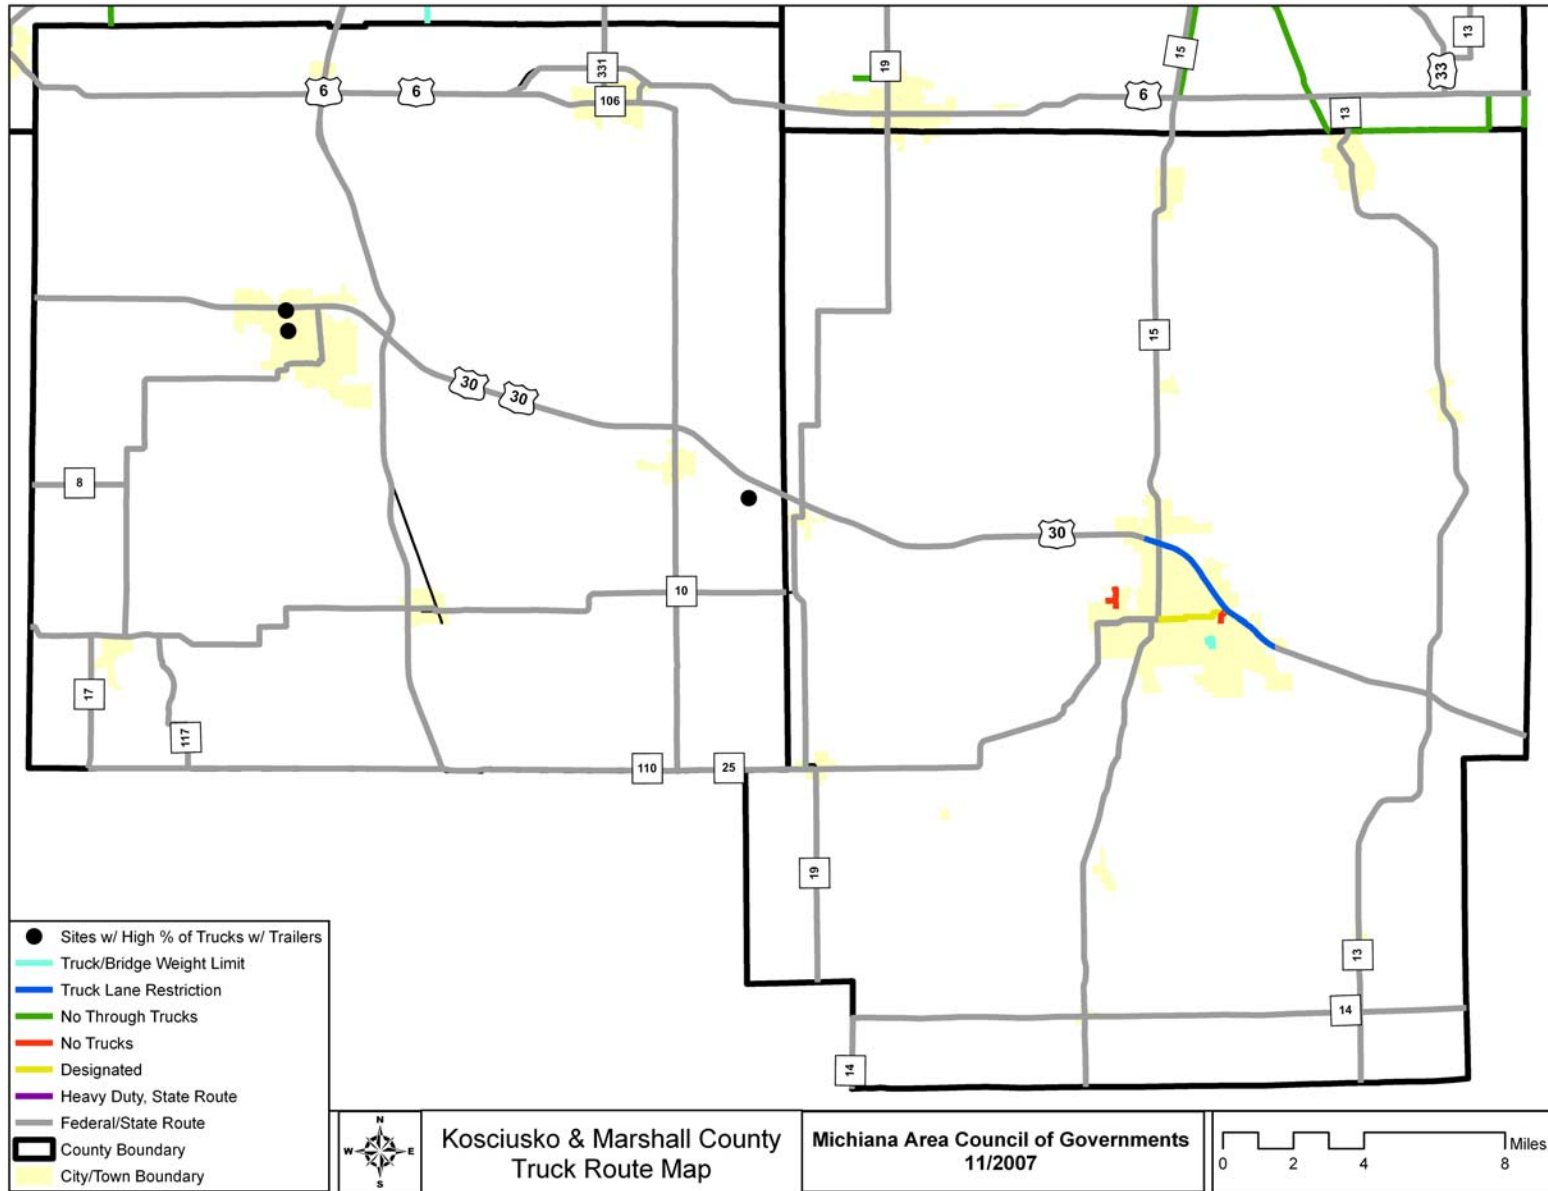 331
19
15
13
33
6
6
106
6
13
15
30
30
8
30
10
17
117
110
25
19
13
14
14
Sites w/ High % of Trucks w/ Trailers
Truck/Bridge Weight Limit
Truck Lane Restriction
No Through Trucks
No Trucks
Designated
Heavy Duty, State Route
Federal/State Route
County Boundary
City/Town Boundary
N
W E
S
Kosciusko & Marshall County
Truck Route Map
Michiana Area Council of Governments
11/2007
Miles
0 2 4 8